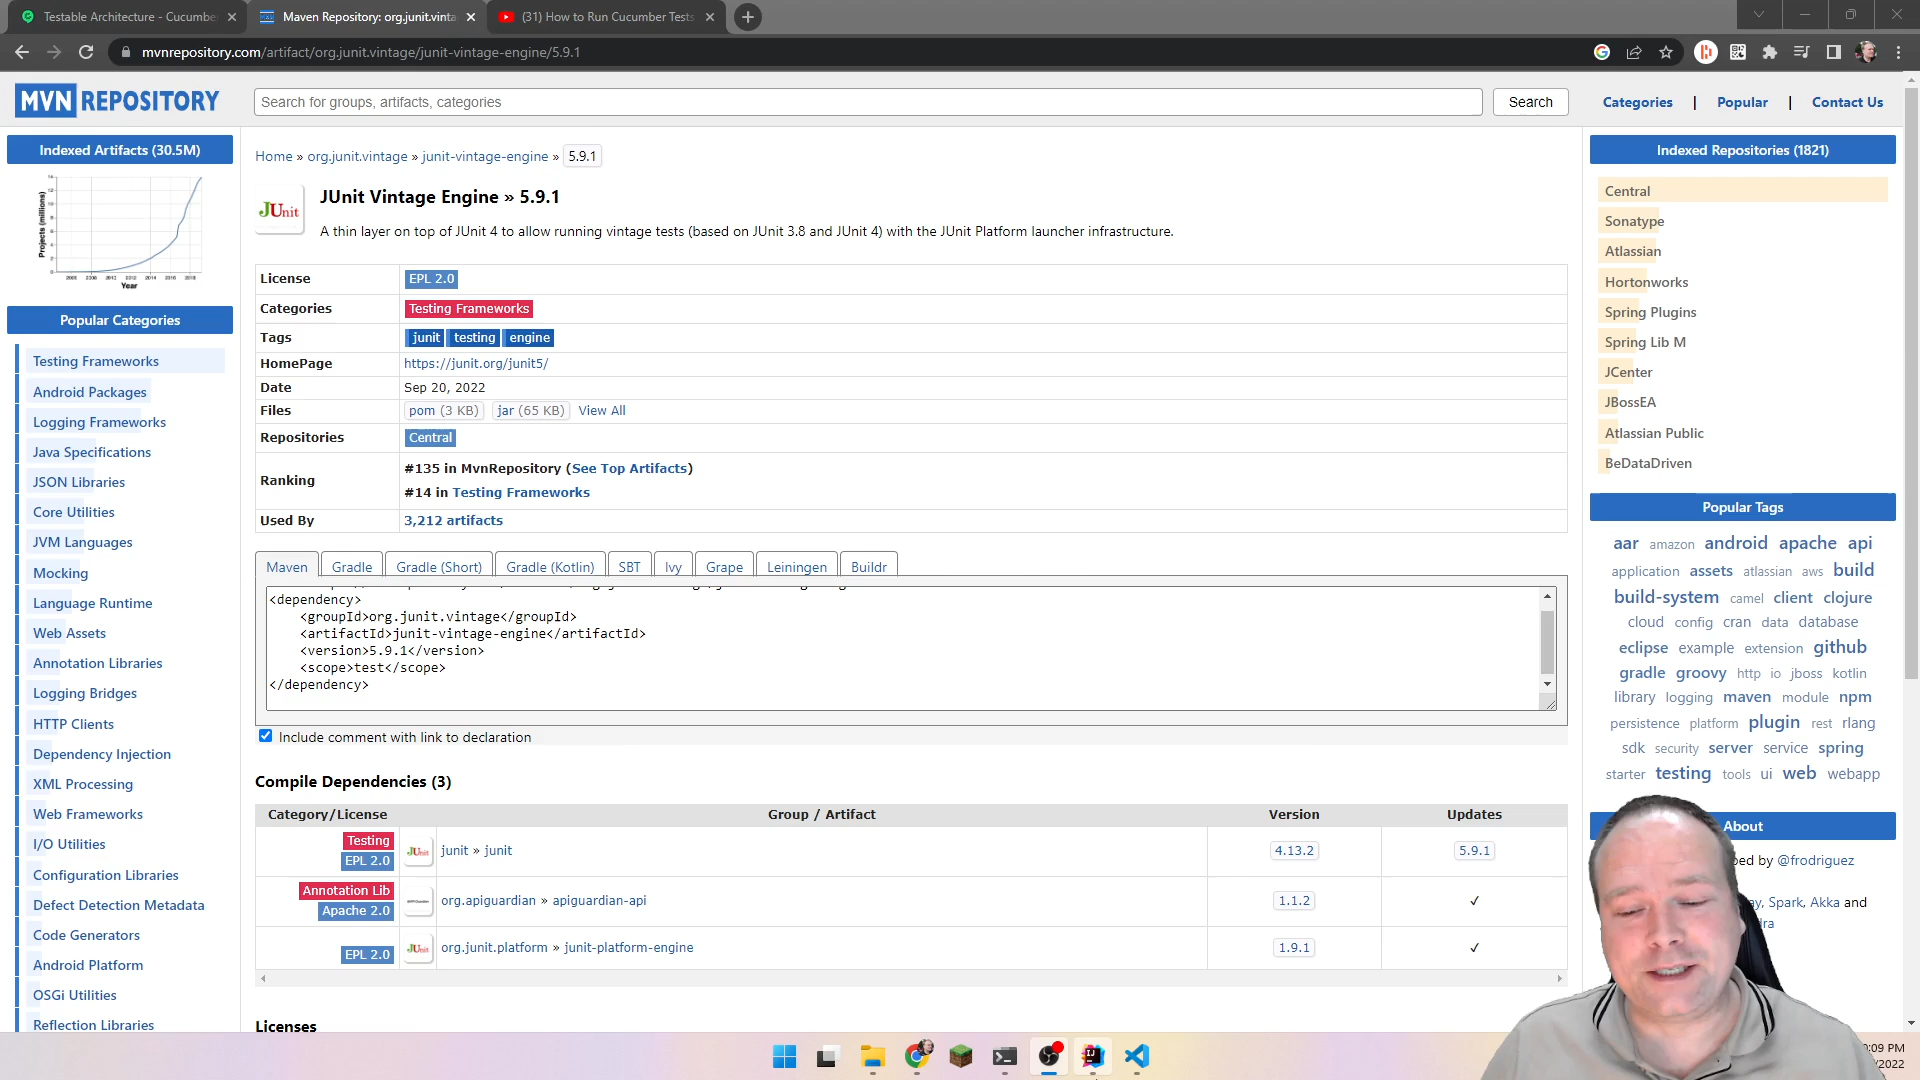 Testable Architecture - Cucumber
Maven Repository: org.junit.vinta
(31) How to Run Cucumber Tests
mvnrepository.com/artifact/org.junit.vintage/junit-vintage-engine/5.9.1
MVN REPOSITORY
Search for groups, artifacts, categories
Search
Categories | Popular | Contact Us
Indexed Artifacts (30.5M)
Projects (millions)
Year
Popular Categories
Testing Frameworks
Android Packages
Logging Frameworks
Java Specifications
JSON Libraries
Core Utilities
JVM Languages
Mocking
Language Runtime
Web Assets
Annotation Libraries
Logging Bridges
HTTP Clients
Dependency Injection
XML Processing
Web Frameworks
I/O Utilities
Configuration Libraries
Defect Detection Metadata
Code Generators
Android Platform
OSGi Utilities
Reflection Libraries
Home » org.junit.vintage » junit-vintage-engine » 5.9.1
JUnit
JUnit Vintage Engine » 5.9.1
A thin layer on top of JUnit 4 to allow running vintage tests (based on JUnit 3.8 and JUnit 4) with the JUnit Platform launcher infrastructure.
License EPL 2.0
Categories Testing Frameworks
Tags junit testing engine
HomePage https://junit.org/junit5/
Date Sep 20, 2022
Files pom (3 KB) jar (65 KB) View All
Repositories Central
Ranking #135 in MvnRepository (See Top Artifacts)
#14 in Testing Frameworks
Used By 3,212 artifacts
Maven Gradle Gradle (Short) Gradle (Kotlin) SBT Ivy Grape Leiningen Buildr
<dependency>
<groupId>org.junit.vintage</groupId>
<artifactId>junit-vintage-engine</artifactId>
<version>5.9.1</version>
<scope>test</scope>
</dependency>
Include comment with link to declaration
Compile Dependencies (3)
Category/License Group / Artifact Version Updates
Testing
EPL 2.0
JUnit junit » junit 4.13.2 5.9.1
Annotation Lib
Apache 2.0
org.apiguardian » apiguardian-api 1.1.2 ✓
EPL 2.0 JUnit org.junit.platform » junit-platform-engine 1.9.1 ✓
Licenses
Indexed Repositories (1821)
Central
Sonatype
Atlassian
Hortonworks
Spring Plugins
Spring Lib M
JCenter
JBossEA
Atlassian Public
BeDataDriven
Popular Tags
aar amazon android apache api
application assets atlassian aws build
build-system camel client clojure
cloud config cran data database
eclipse example extension github
gradle groovy http io jboss kotlin
library logging maven module npm
persistence platform plugin rest rlang
sdk security server service spring
starter testing tools ui web webapp
About
ped by @frodriguez
ay, Spark, Akka and
dra
:09 PM
/2022